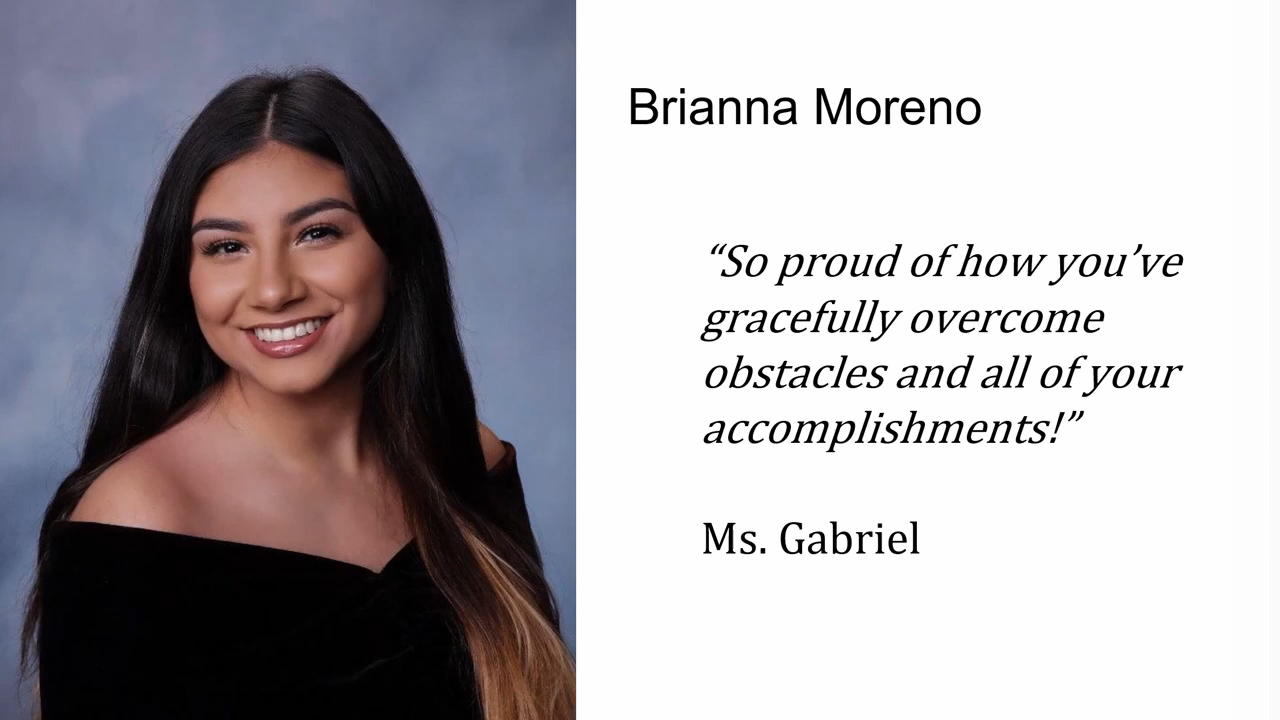 Brianna Moreno
“So proud of how you’ve
gracefully overcome
obstacles and all of your
accomplishments!”
Ms. Gabriel